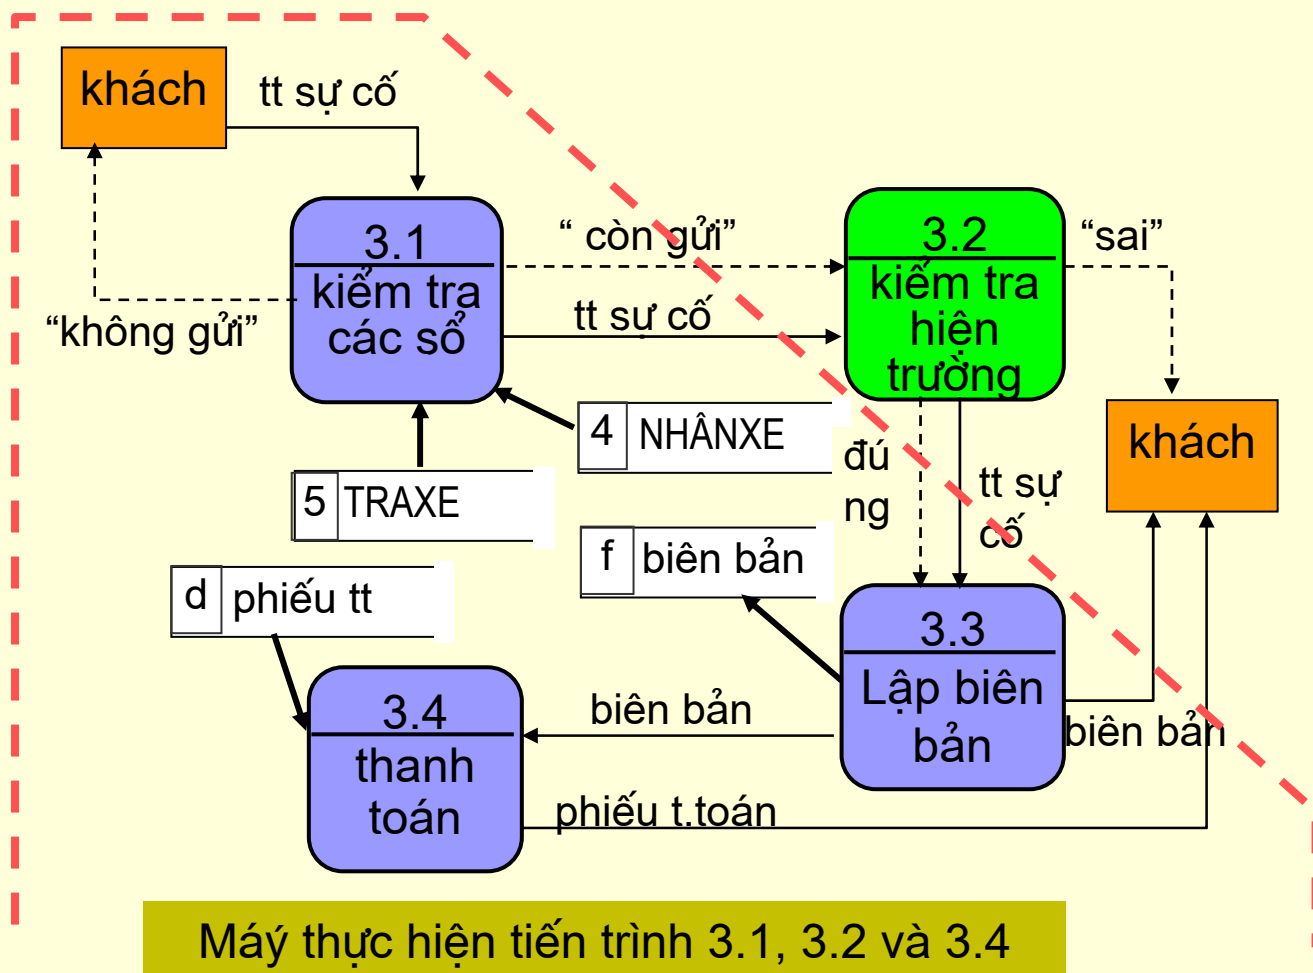 khách
tt sự cố
3.1
kiểm tra
các sổ
“ còn gửi”
3.2
kiểm tra
hiện
trường
“sai”
“không gửi”
tt sự cố
4 NHÂNXE
5 TRAXE
đú
ng
tt sự
cố
khách
f biên bản
d phiếu tt
3.3
Lập biên
bản
3.4
thanh
toán
biên bản
biên bản
phiếu t.toán
Máý thực hiện tiến trình 3.1, 3.2 và 3.4